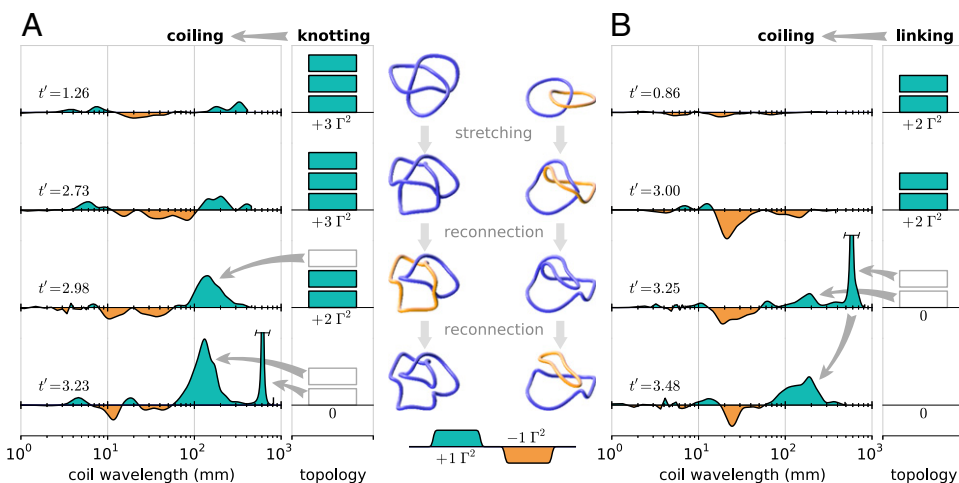 A
coiling
knotting
t′=1.26
+3 Γ²
t′=2.73
+3 Γ²
t′=2.98
+2 Γ²
t′=3.23
0
10⁰ 10¹ 10² 10³
coil wavelength (mm)
topology
stretching
reconnection
reconnection
+1 Γ²
−1 Γ²
B
coiling
linking
t′=0.86
+2 Γ²
t′=3.00
+2 Γ²
t′=3.25
0
t′=3.48
0
10⁰ 10¹ 10² 10³
coil wavelength (mm)
topology